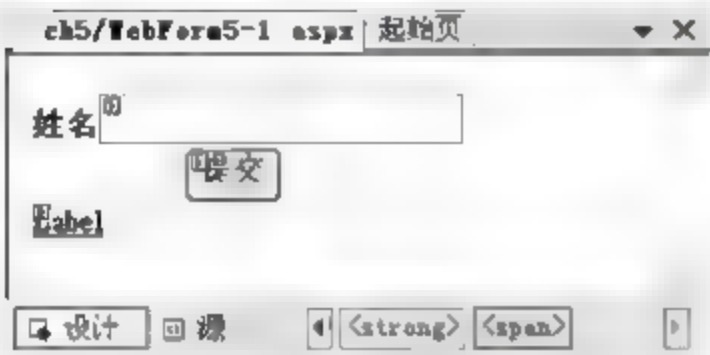 ch5/WebForm5-1 aspx 起始页
姓名
提交
Label
设计 源 <strong> <span>